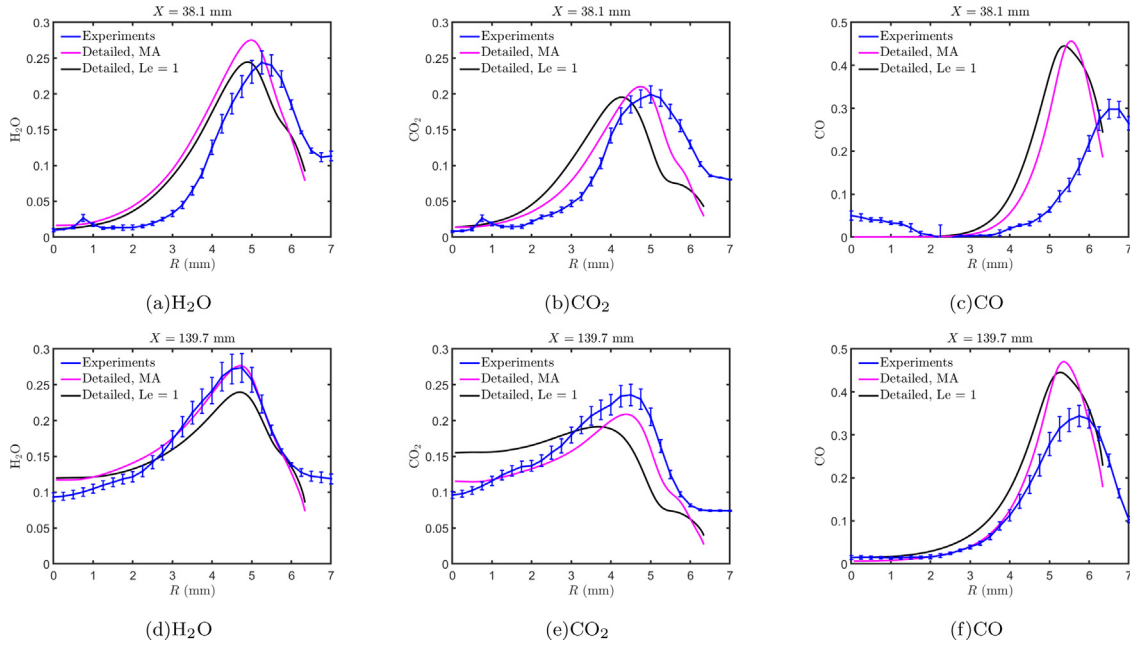 X = 38.1 mm
0.3
0.25
0.2
0.15
0.1
0.05
0
H₂O
Experiments
Detailed, MA
Detailed, Le = 1
0 1 2 3 4 5 6 7
R (mm)
(a)H₂O
X = 38.1 mm
0.3
0.25
0.2
0.15
0.1
0.05
0
CO₂
Experiments
Detailed, MA
Detailed, Le = 1
0 1 2 3 4 5 6 7
R (mm)
(b)CO₂
X = 38.1 mm
0.5
0.4
0.3
0.2
0.1
0
CO
Experiments
Detailed, MA
Detailed, Le = 1
0 1 2 3 4 5 6 7
R (mm)
(c)CO
X = 139.7 mm
0.3
0.25
0.2
0.15
0.1
0.05
0
H₂O
Experiments
Detailed, MA
Detailed, Le = 1
0 1 2 3 4 5 6 7
R (mm)
(d)H₂O
X = 139.7 mm
0.3
0.25
0.2
0.15
0.1
0.05
0
CO₂
Experiments
Detailed, MA
Detailed, Le = 1
0 1 2 3 4 5 6 7
R (mm)
(e)CO₂
X = 139.7 mm
0.5
0.4
0.3
0.2
0.1
0
CO
Experiments
Detailed, MA
Detailed, Le = 1
0 1 2 3 4 5 6 7
R (mm)
(f)CO